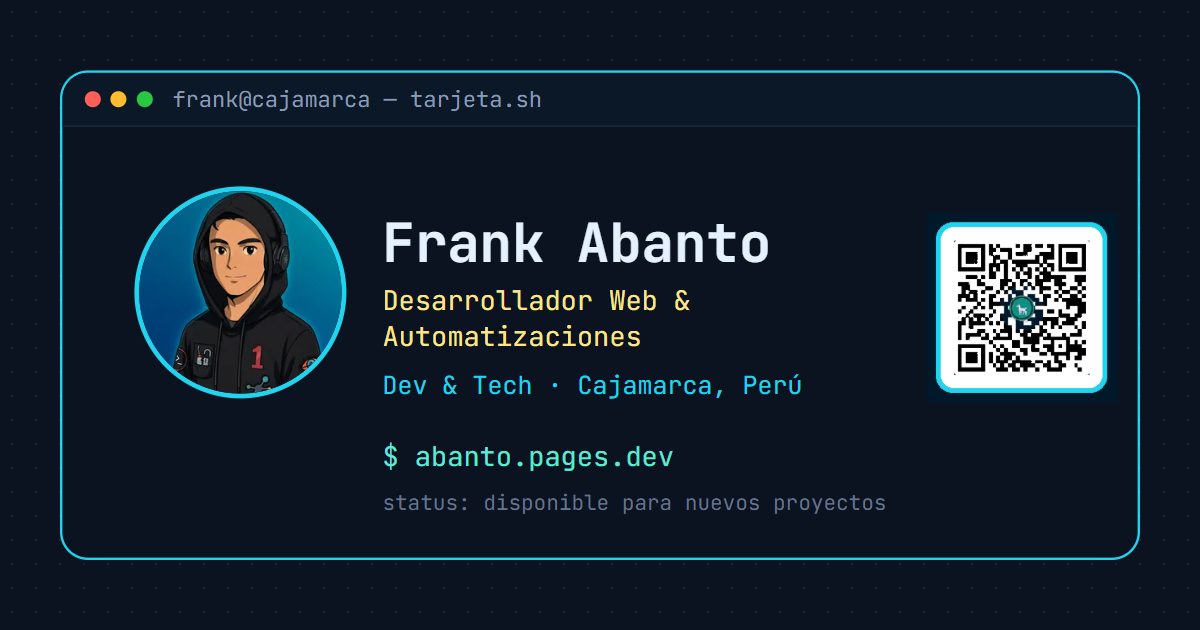 frank@cajamarca — tarjeta.sh
Frank Abanto
Desarrollador Web &
Automatizaciones
Dev & Tech · Cajamarca, Perú
$ abanto.pages.dev
status: disponible para nuevos proyectos
1